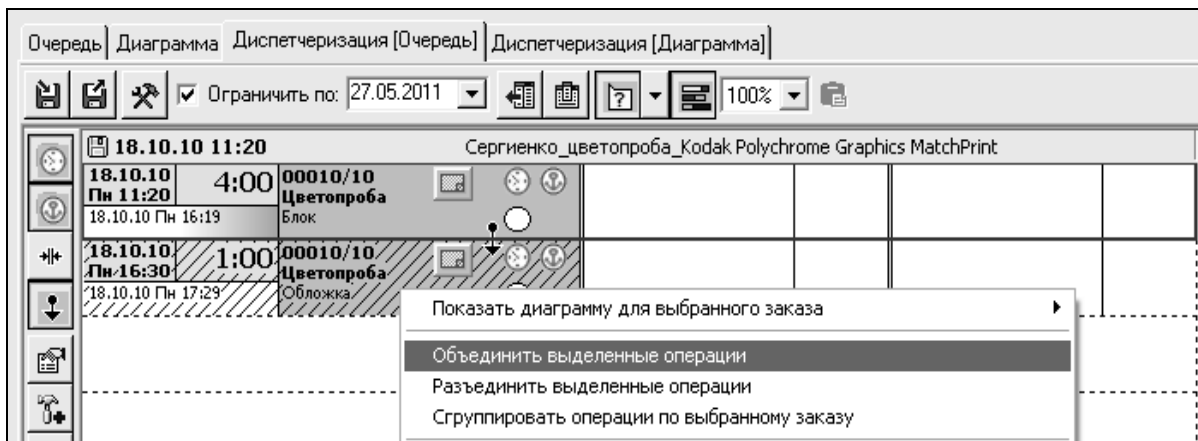 Очередь Диаграмма Диспетчеризация [Очередь] Диспетчеризация [Диаграмма]
Ограничить по: 27.05.2011 100%
18.10.10 11:20 Сергиенко_цветопроба_Kodak Polychrome Graphics MatchPrint
18.10.10 4:00 00010/10
Пн 11:20 Цветопроба
18.10.10 Пн 16:19 Блок
18.10.10 1:00 00010/10
Пн 16:30 Цветопроба
18.10.10 Пн 17:29 Обложка
Показать диаграмму для выбранного заказа
Объединить выделенные операции
Разъединить выделенные операции
Сгруппировать операции по выбранному заказу